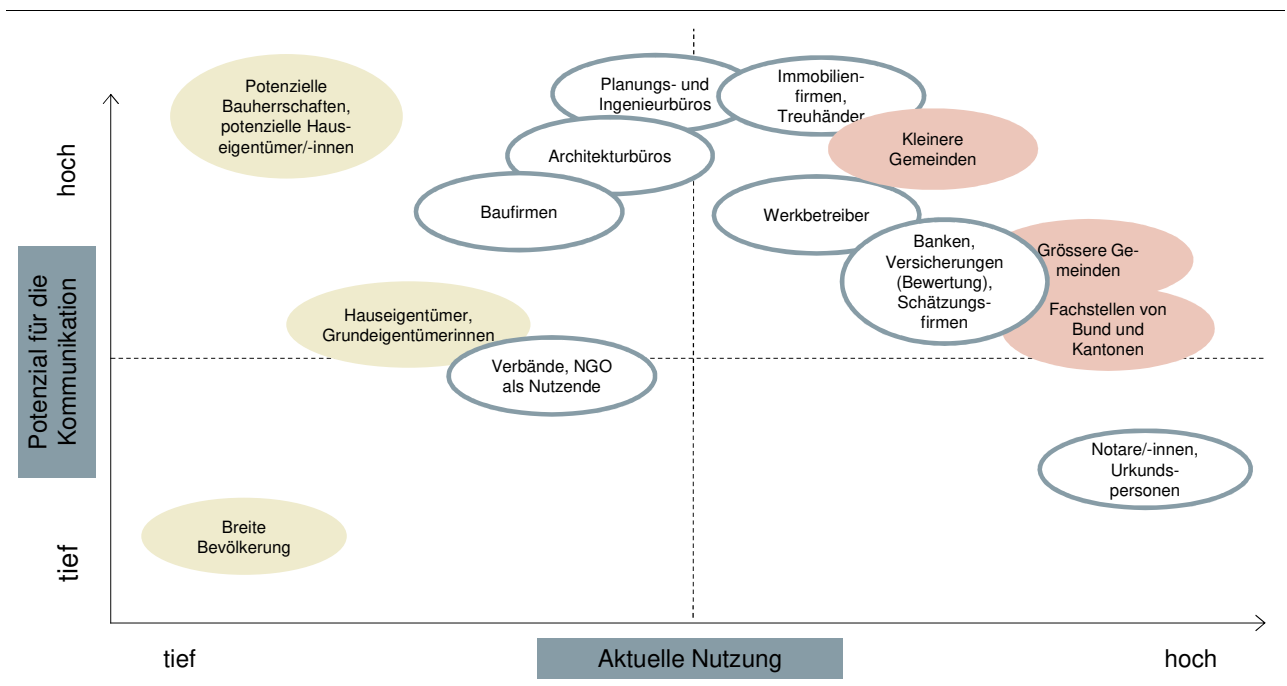 Potenzielle
Bauherrschaften,
potenzielle Haus-
eigentümer/-innen
Planungs- und
Ingenieurbüros
Immobilien-
firmen,
Treuhänder
Architekturbüros
Kleinere
Gemeinden
Baufirmen
Werkbetreiber
Banken,
Versicherungen
(Bewertung),
Schätzungs-
firmen
Grössere Ge-
meinden
Hauseigentümer,
Grundeigentümerinnen
Fachstellen von
Bund und
Kantonen
Verbände, NGO
als Nutzende
Notare/-innen,
Urkunds-
personen
Breite
Bevölkerung
hoch
Potenzial für die
Kommunikation
tief
tief
Aktuelle Nutzung
hoch